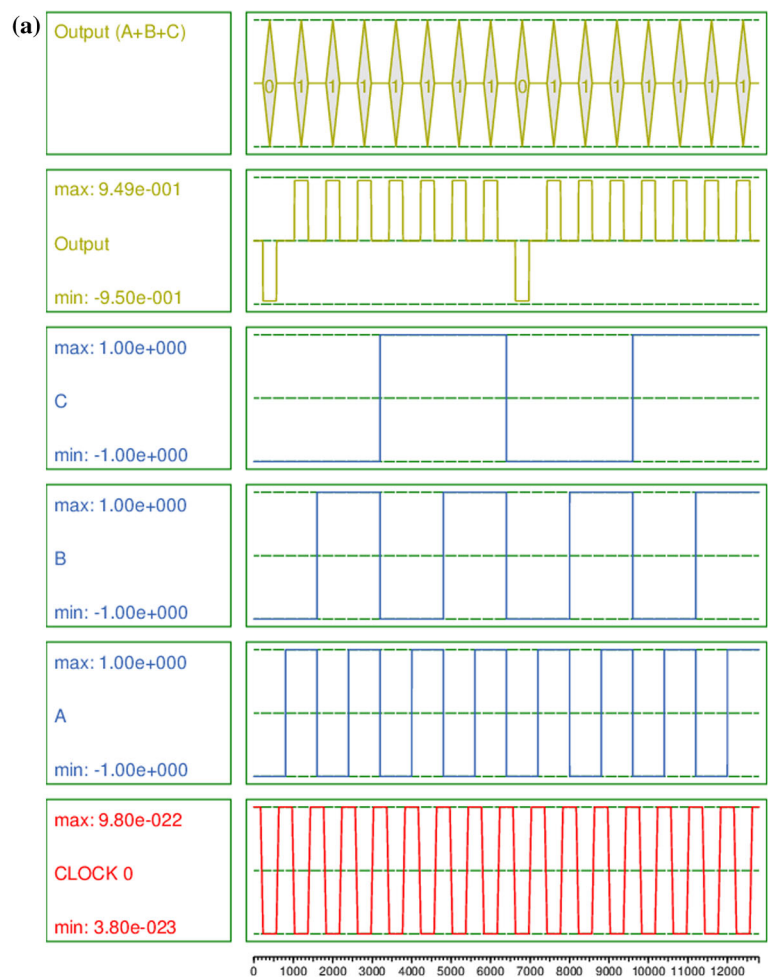 (a)
Output (A+B+C)
0 1 1 1 1 1 1 1 0 1 1 1 1 1 1 1
max: 9.49e-001
Output
min: -9.50e-001
max: 1.00e+000
C
min: -1.00e+000
max: 1.00e+000
B
min: -1.00e+000
max: 1.00e+000
A
min: -1.00e+000
max: 9.80e-022
CLOCK 0
min: 3.80e-023
0 1000 2000 3000 4000 5000 6000 7000 8000 9000 10000 11000 12000